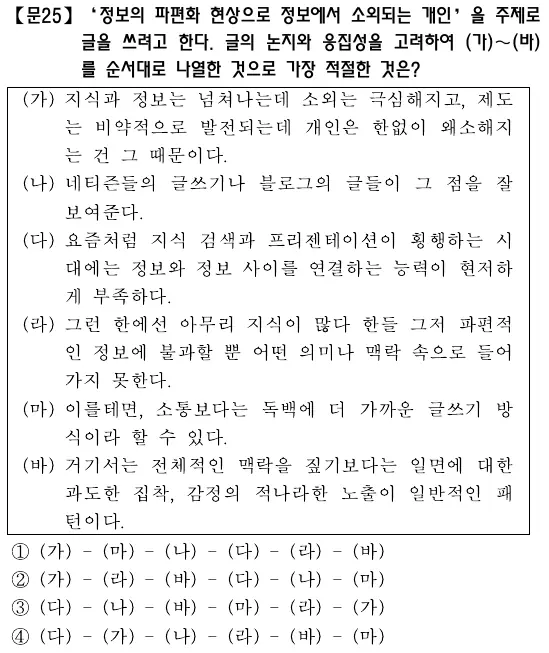 【문25】 ‘정보의 파편화 현상으로 정보에서 소외되는 개인’ 을 주제로
글을 쓰려고 한다. 글의 논지와 응집성을 고려하여 (가)～(바)
를 순서대로 나열한 것으로 가장 적절한 것은?
(가) 지식과 정보는 넘쳐나는데 소외는 극심해지고, 제도
는 비약적으로 발전되는데 개인은 한없이 왜소해지
는 건 그 때문이다.
(나) 네티즌들의 글쓰기나 블로그의 글들이 그 점을 잘
보여준다.
(다) 요즘처럼 지식 검색과 프리젠테이션이 횡행하는 시
대에는 정보와 정보 사이를 연결하는 능력이 현저하
게 부족하다.
(라) 그런 한에선 아무리 지식이 많다 한들 그저 파편적
인 정보에 불과할 뿐 어떤 의미나 맥락 속으로 들어
가지 못한다.
(마) 이를테면, 소통보다는 독백에 더 가까운 글쓰기 방
식이라 할 수 있다.
(바) 거기서는 전체적인 맥락을 짚기보다는 일면에 대한
과도한 집착, 감정의 적나라한 노출이 일반적인 패
턴이다.
① (가) － (마) － (나) － (다) － (라) － (바)
② (가) － (라) － (바) － (다) － (나) － (마)
③ (다) － (나) － (바) － (마) － (라) － (가)
④ (다) － (가) － (나) － (라) － (바) － (마)